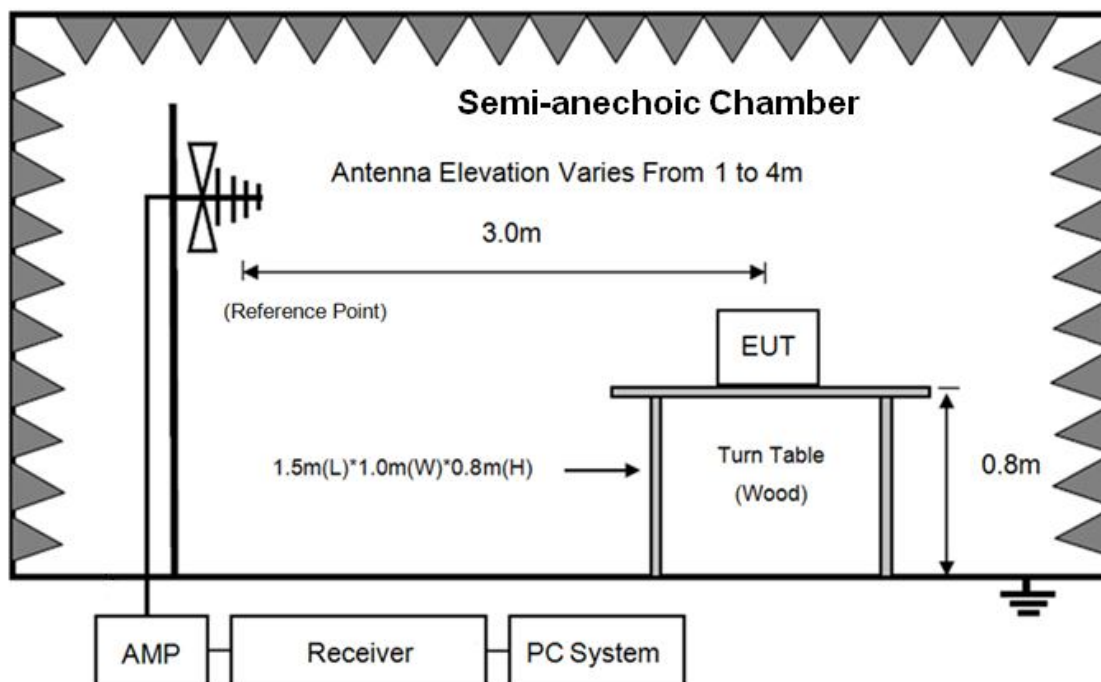 Semi-anechoic Chamber
Antenna Elevation Varies From 1 to 4m
3.0m
(Reference Point)
EUT
1.5m(L)*1.0m(W)*0.8m(H)
Turn Table
(Wood)
0.8m
AMP
Receiver
PC System